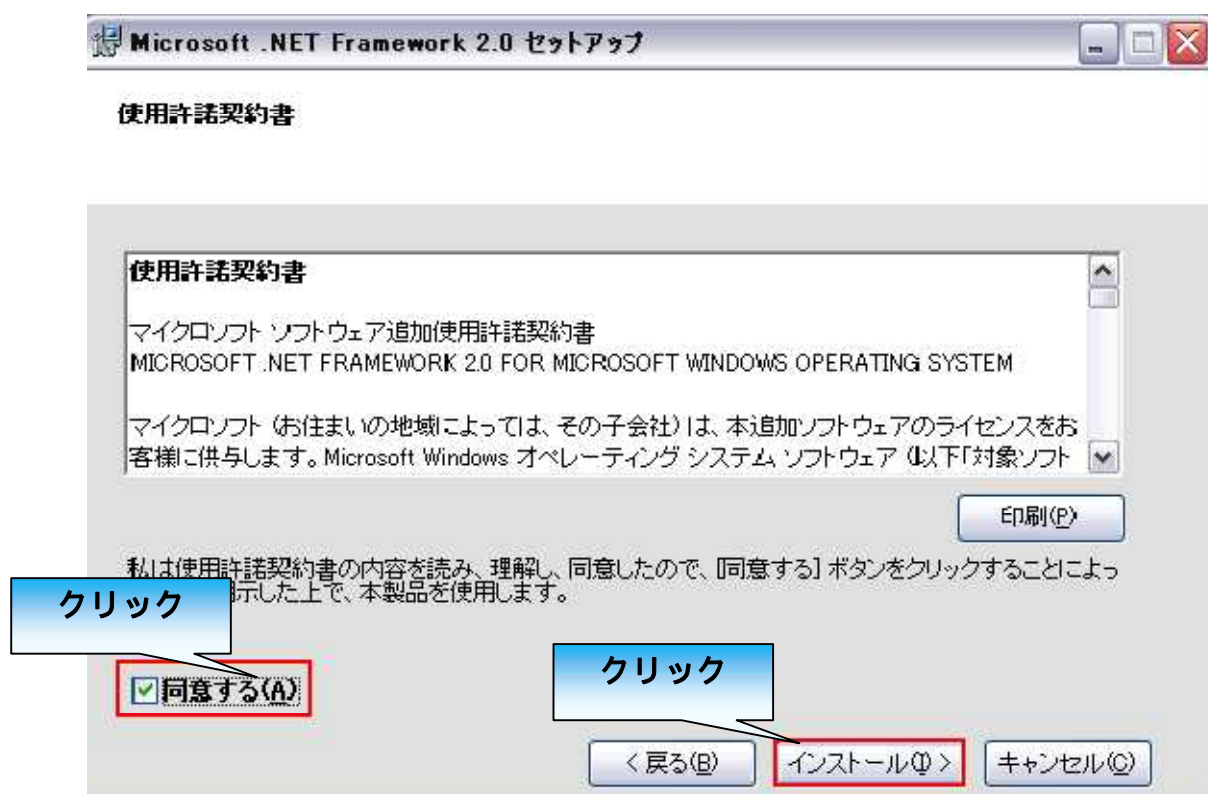 Microsoft .NET Framework 2.0 セットアップ
使用許諾契約書
使用許諾契約書
マイクロソフト ソフトウェア追加使用許諾契約書
MICROSOFT .NET FRAMEWORK 2.0 FOR MICROSOFT WINDOWS OPERATING SYSTEM
マイクロソフト (お住まいの地域によっては、その子会社) は、本追加ソフトウェアのライセンスをお
客様に供与します。Microsoft Windows オペレーティング システム ソフトウェア (以下「対象ソフト
印刷(P)
私は使用許諾契約書の内容を読み、理解し、同意したので、[同意する] ボタンをクリックすることによっ
示した上で、本製品を使用します。
クリック
クリック
同意する(A)
< 戻る(B)
インストール(I) >
キャンセル(C)